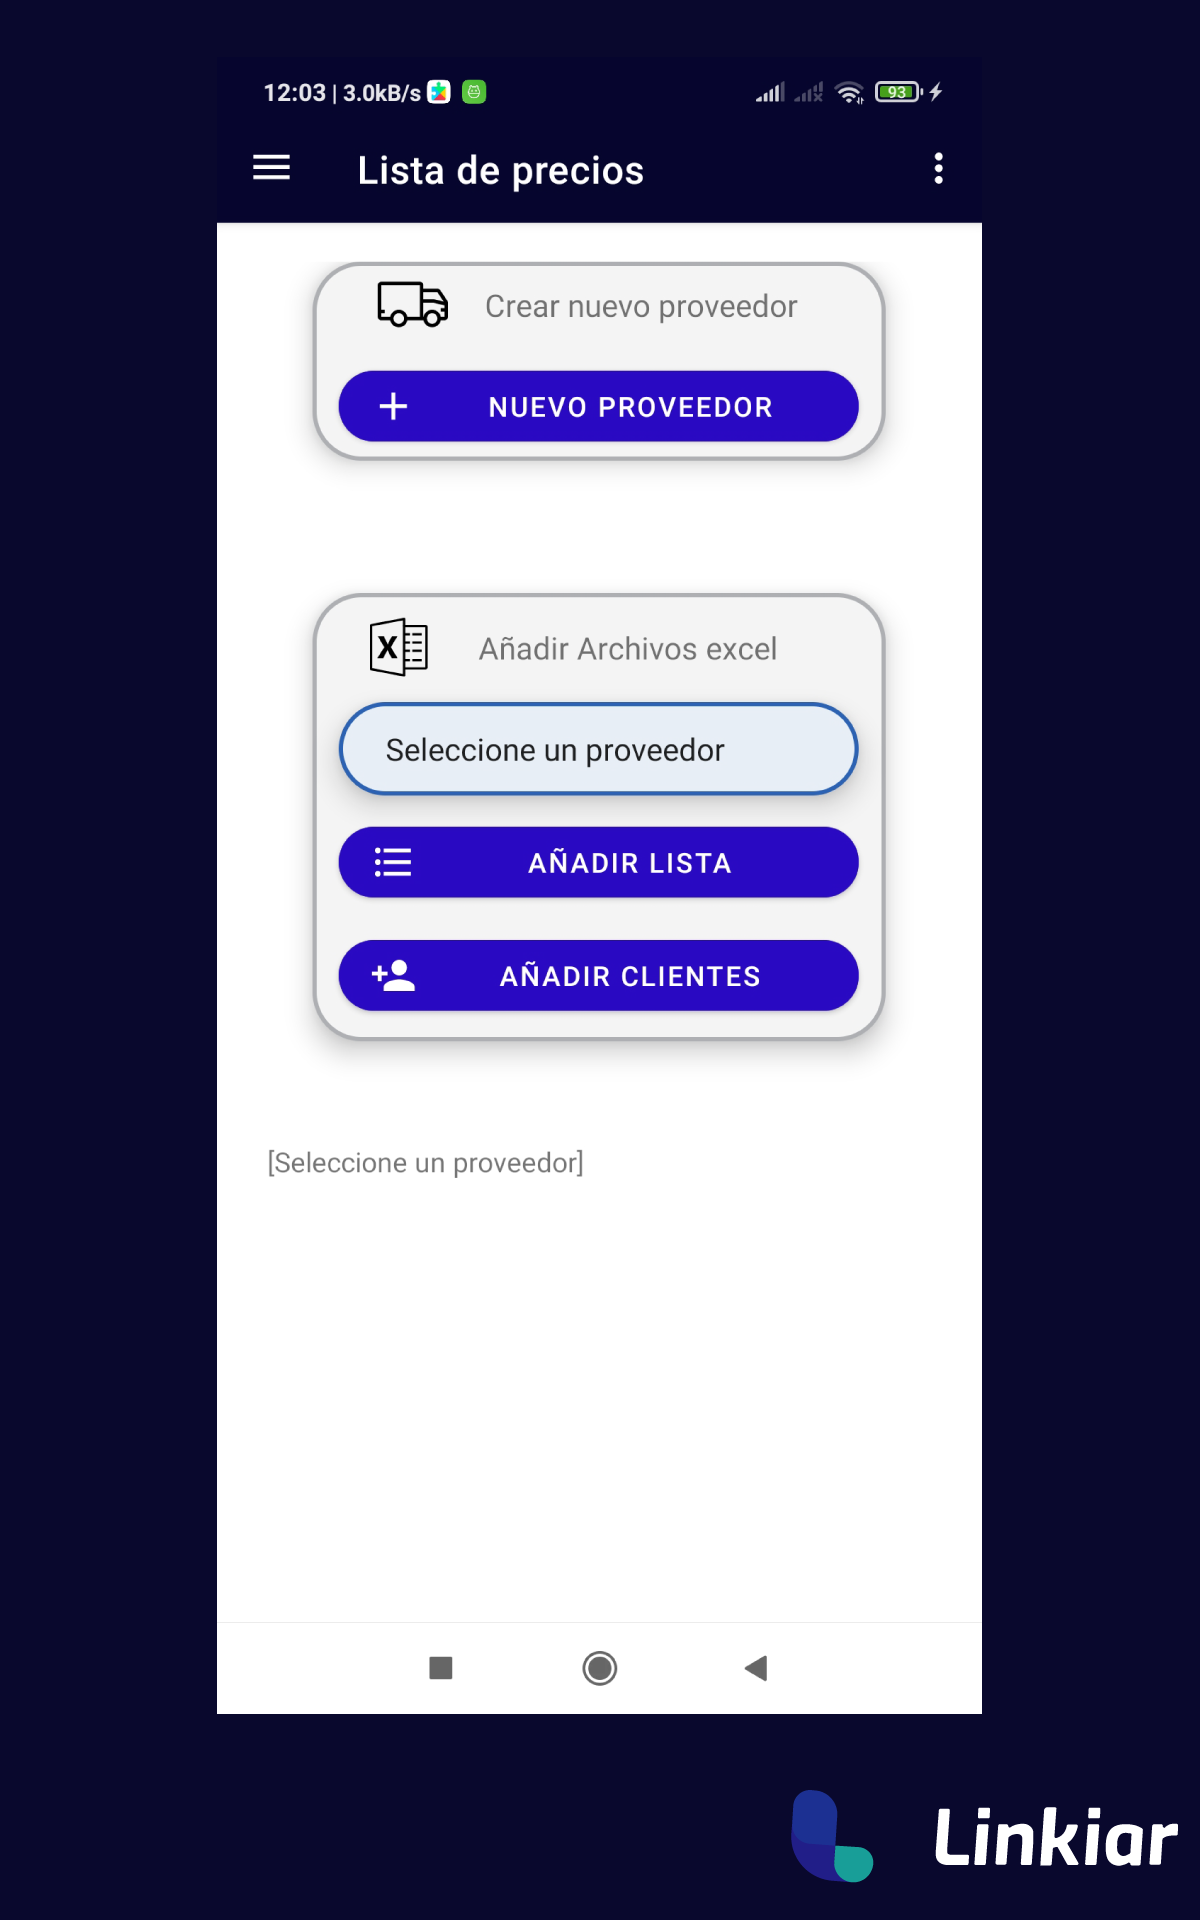 12:03 | 3.0kB/s
93
Lista de precios
Crear nuevo proveedor
NUEVO PROVEEDOR
X
Añadir Archivos excel
Seleccione un proveedor
AÑADIR LISTA
AÑADIR CLIENTES
[Seleccione un proveedor]
Linkiar